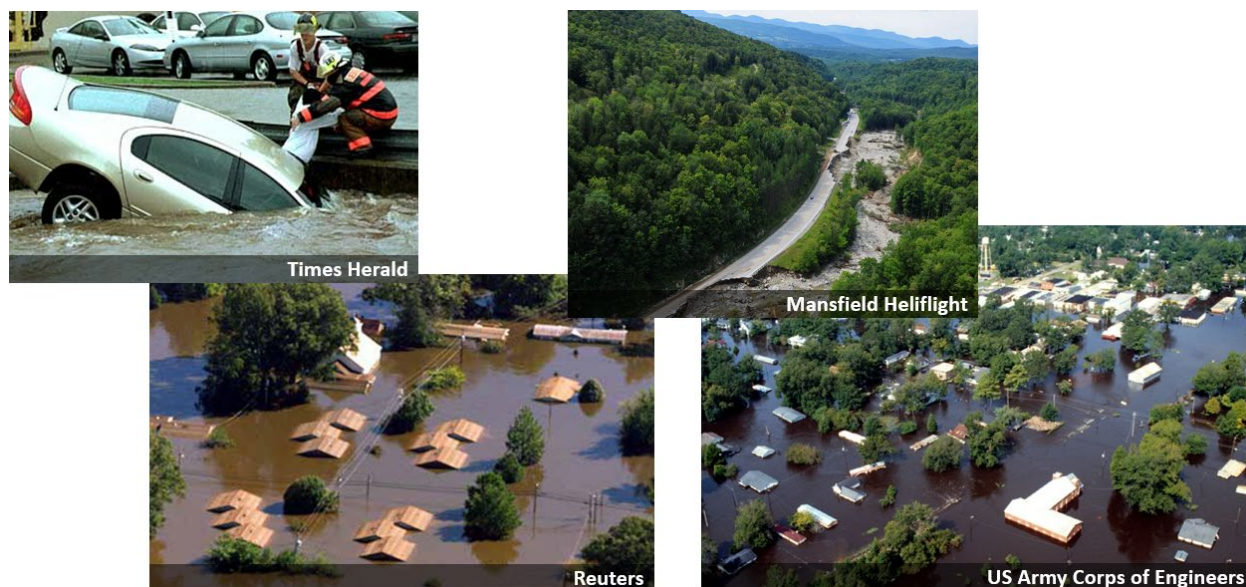 Times Herald
Mansfield Heliflight
Reuters
US Army Corps of Engineers